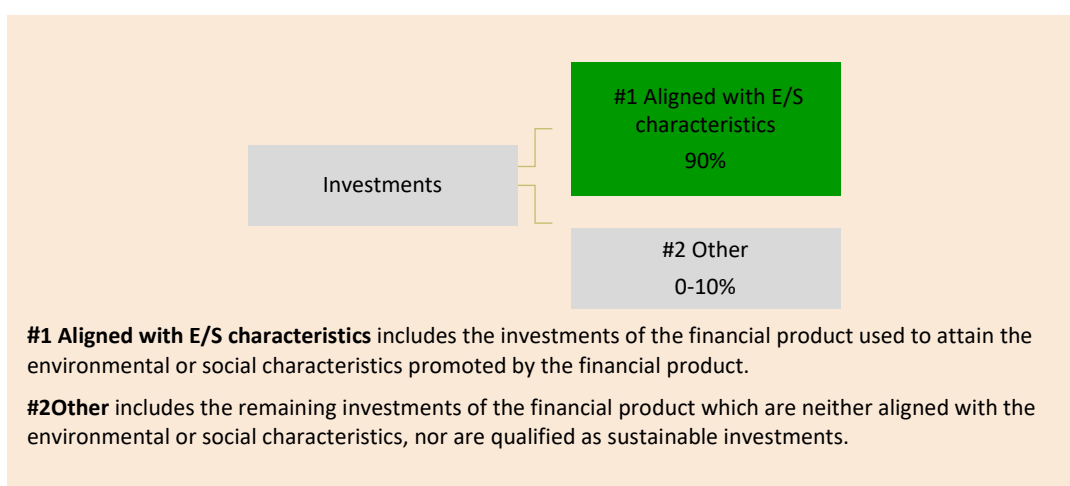 #1 Aligned with E/S
characteristics
90%
Investments
#2 Other
0-10%
#1 Aligned with E/S characteristics includes the investments of the financial product used to attain the
environmental or social characteristics promoted by the financial product.
#2Other includes the remaining investments of the financial product which are neither aligned with the
environmental or social characteristics, nor are qualified as sustainable investments.